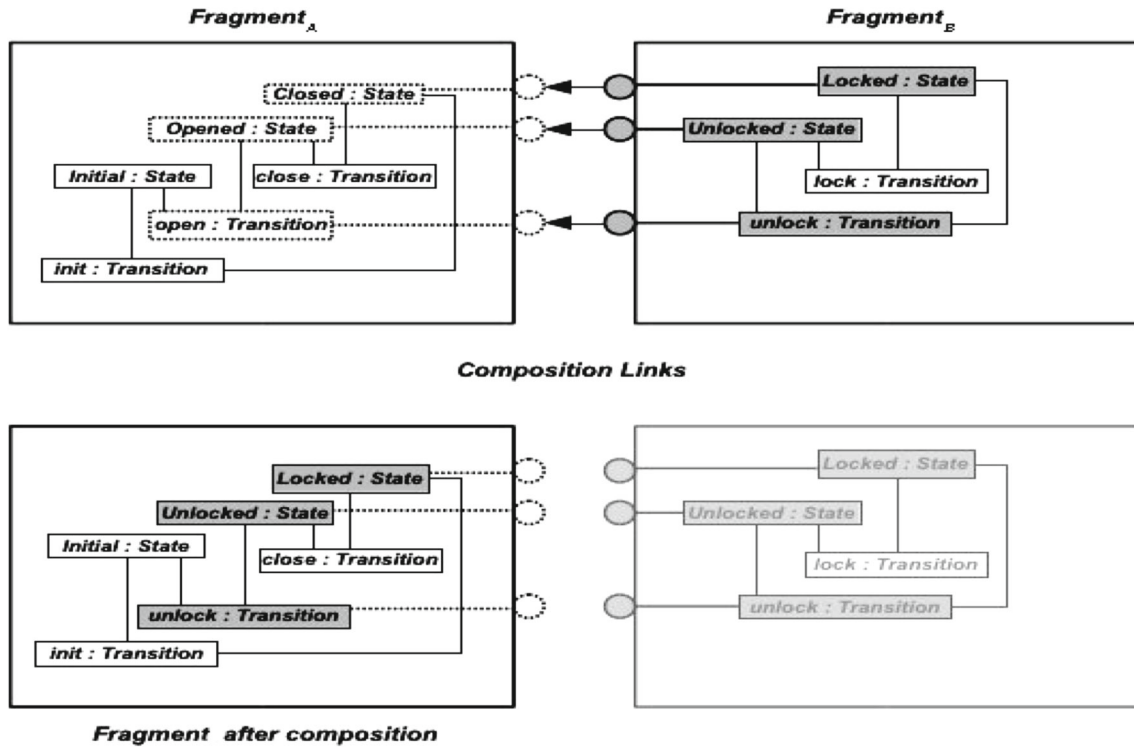 Fragment_A
Fragment_B
Closed : State
Opened : State
Initial : State
close : Transition
open : Transition
init : Transition
Locked : State
Unlocked : State
lock : Transition
unlock : Transition
Composition Links
Locked : State
Unlocked : State
Initial : State
close : Transition
unlock : Transition
init : Transition
Locked : State
Unlocked : State
lock : Transition
unlock : Transition
Fragment after composition